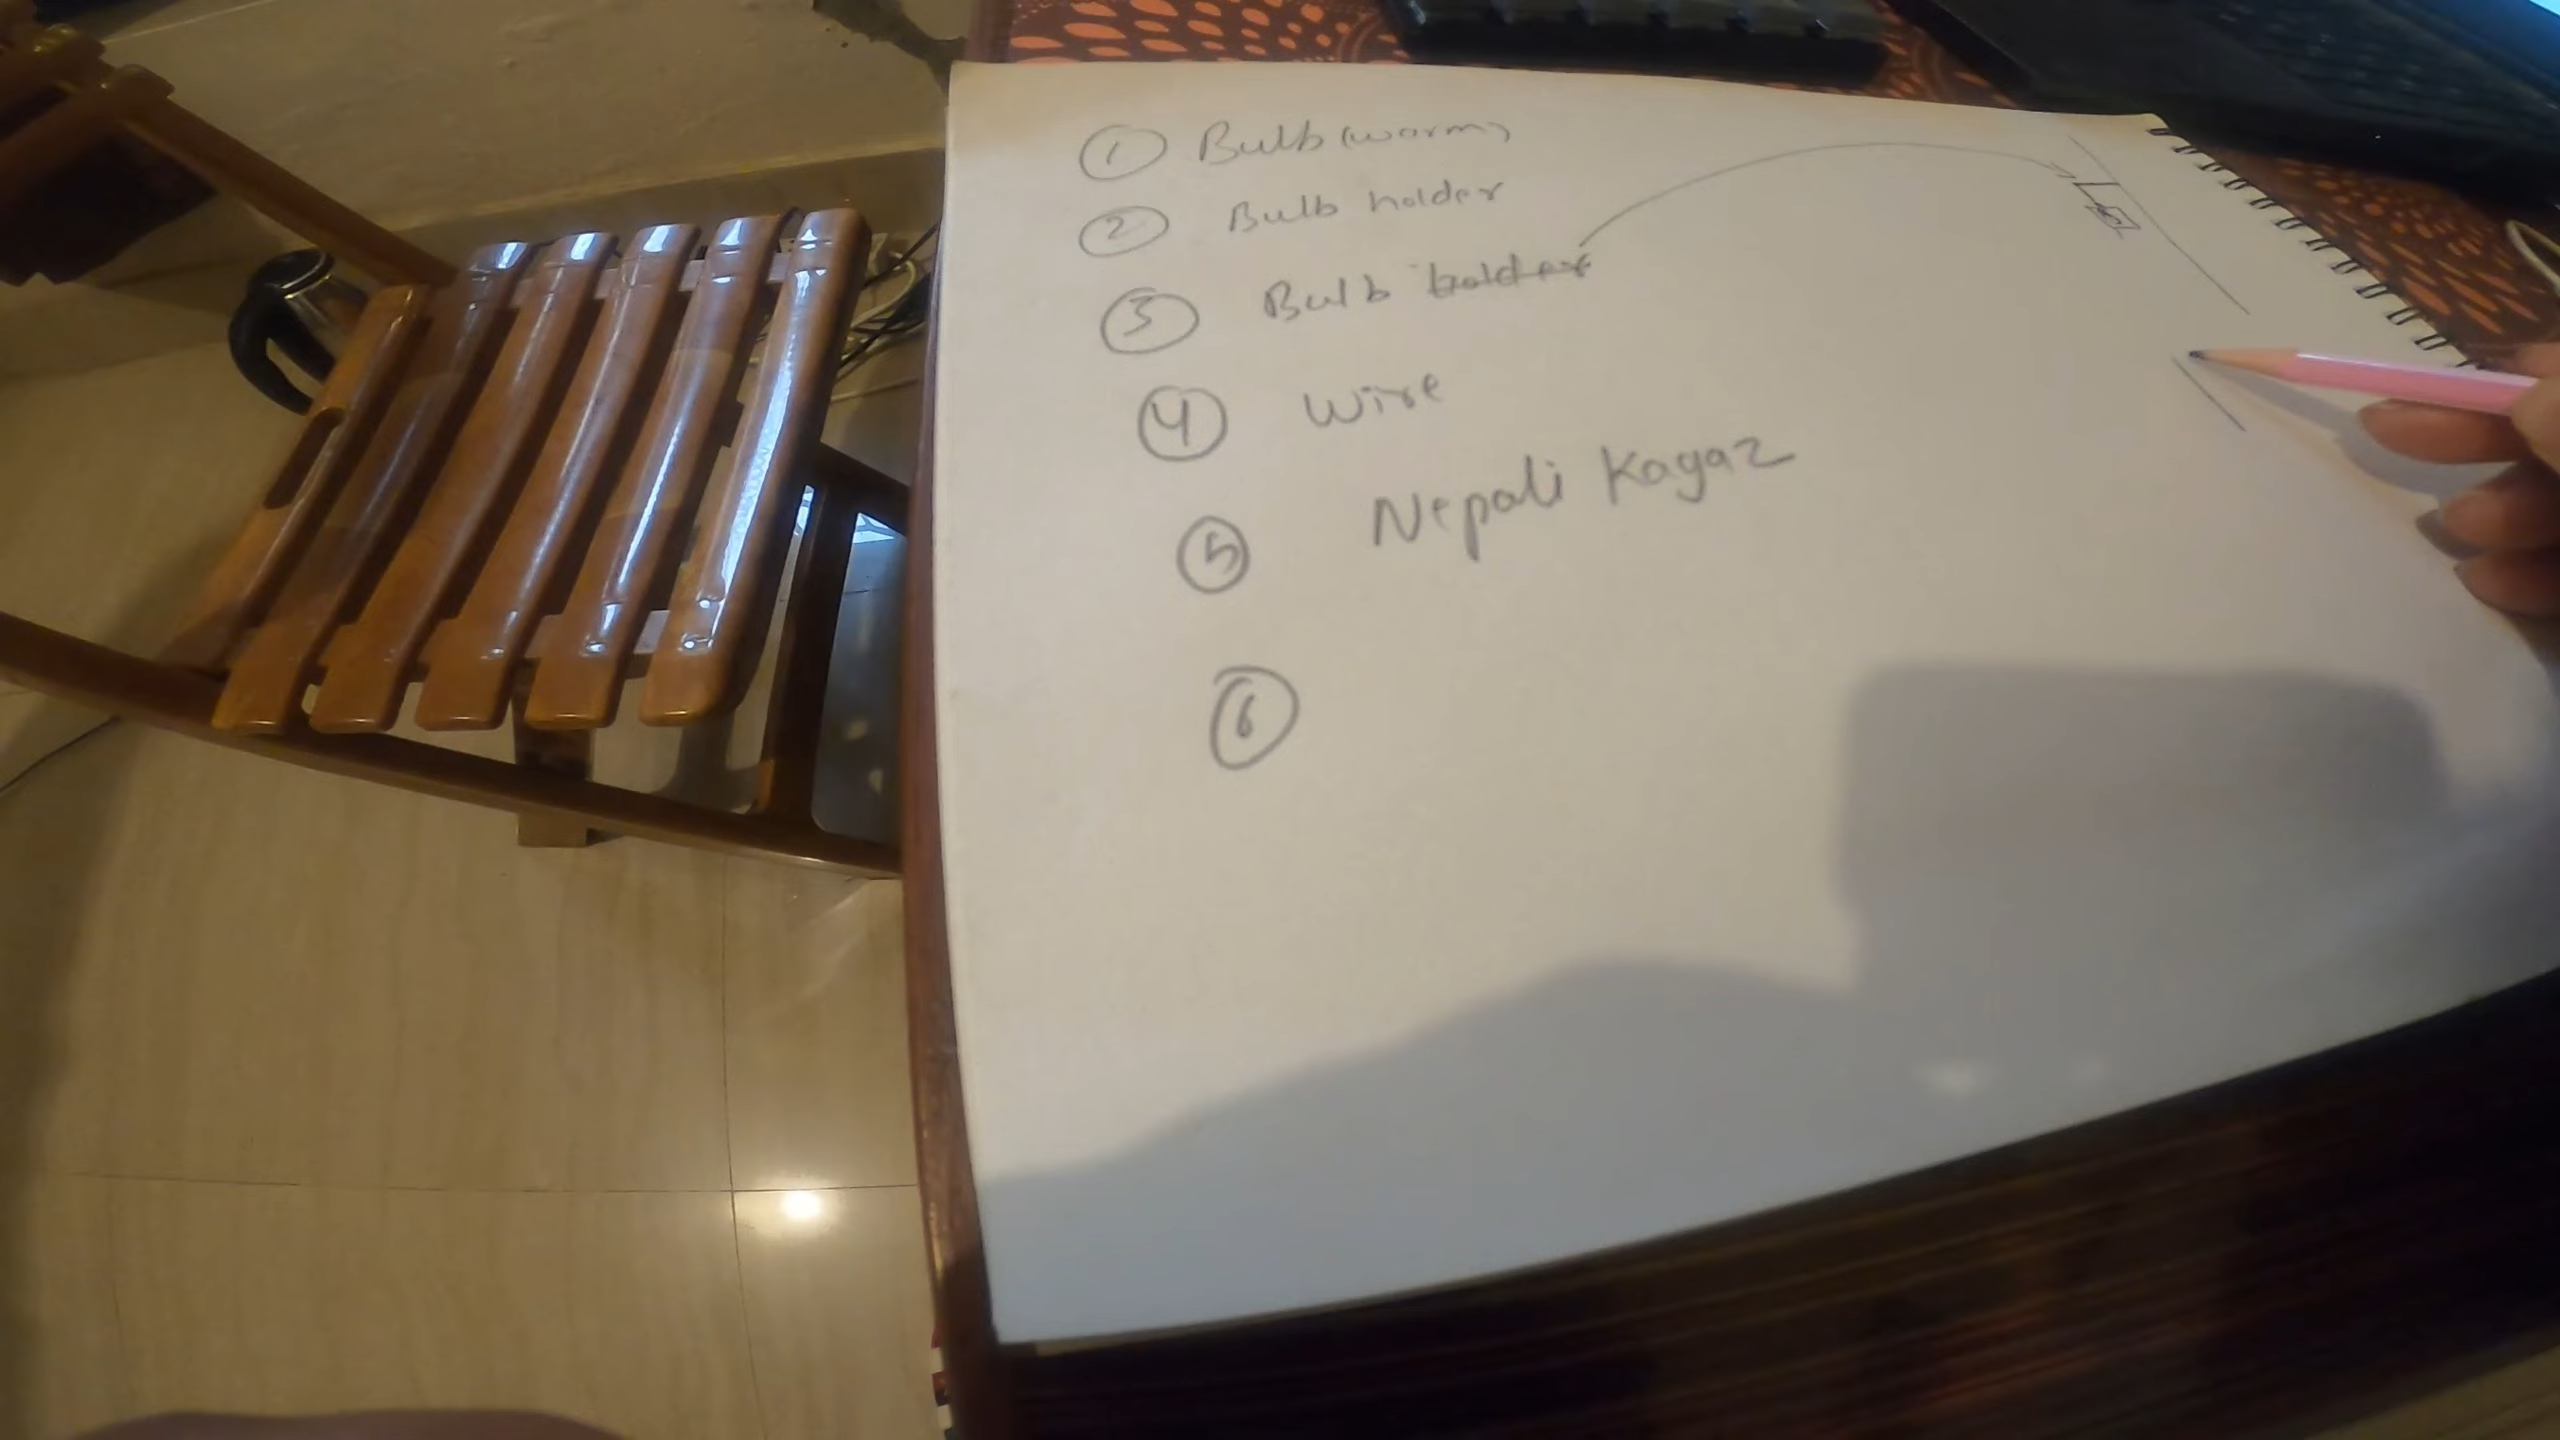 1 Bulb (warm)
2 Bulb holder
3 Bulb holder
4 Wire
5 Nepali Kagaz
6